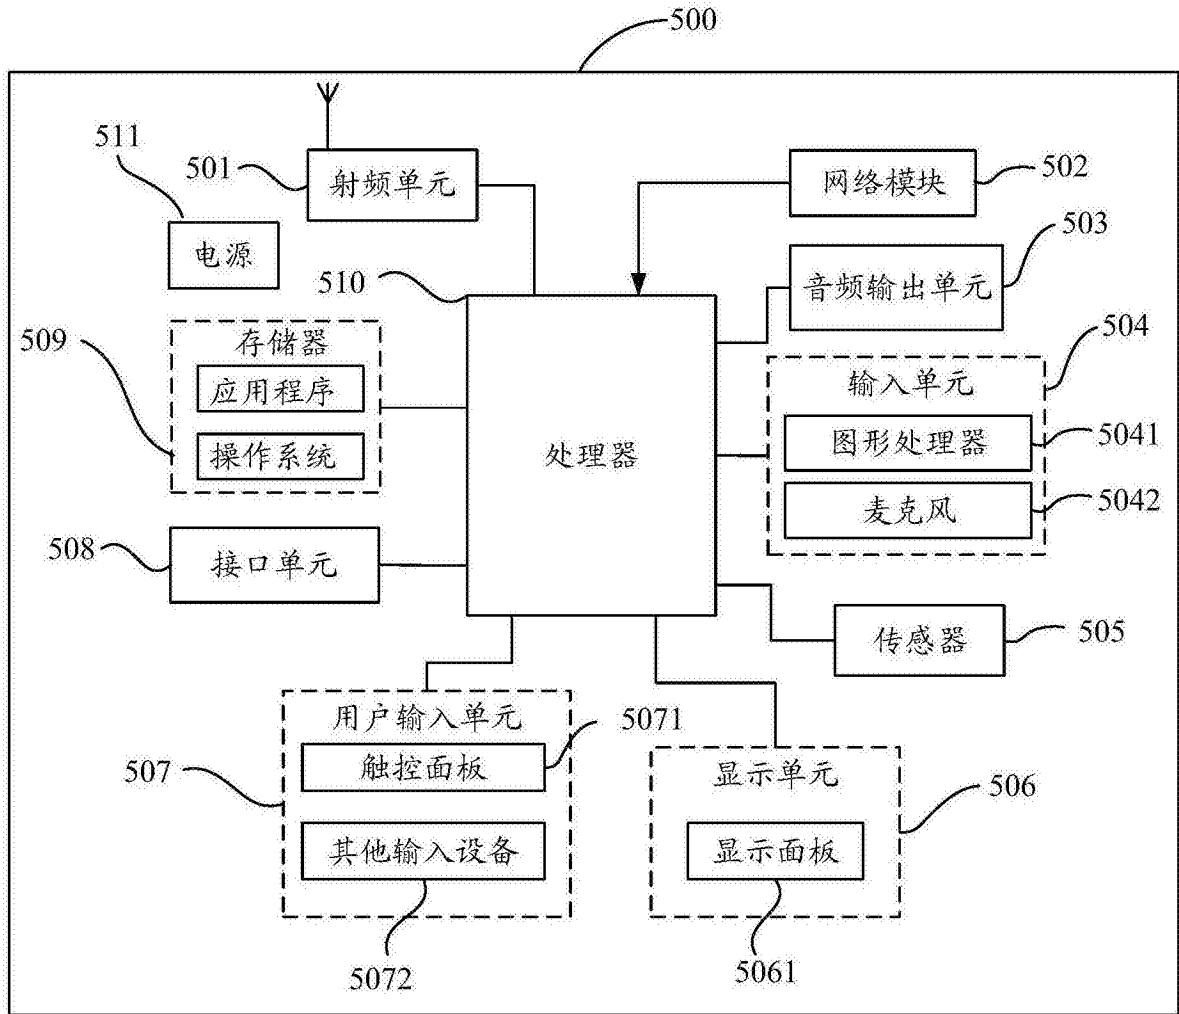 500
511
501
射频单元
网络模块
502
电源
510
音频输出单元
503
509
存储器
应用程序
操作系统
处理器
504
输入单元
图形处理器
5041
麦克风
5042
508
接口单元
传感器
505
507
用户输入单元
5071
触控面板
其他输入设备
5072
显示单元
506
显示面板
5061